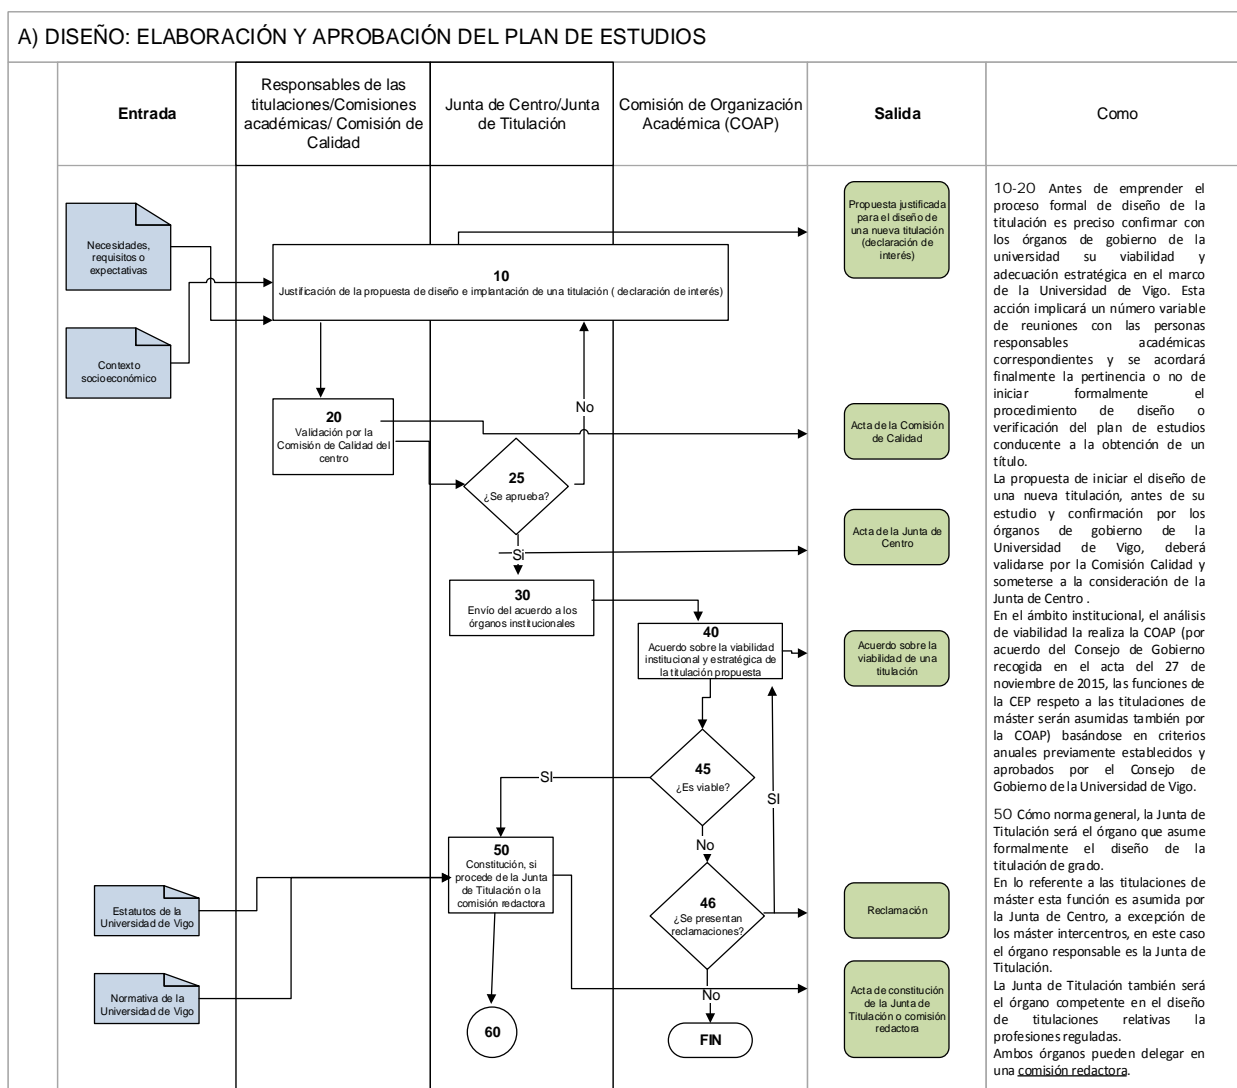 A) DISEÑO: ELABORACIÓN Y APROBACIÓN DEL PLAN DE ESTUDIOS
Entrada
Responsables de las
titulaciones/Comisiones
académicas/ Comisión de
Calidad
Junta de Centro/Junta
de Titulación
Comisión de Organización
Académica (COAP)
Salida
Como
Necesidades,
requisitos o
expectativas
Contexto
socioeconómico
10
Justificación de la propuesta de diseño e implantación de una titulación ( declaración de interés)
20
Validación por la
Comisión de Calidad del
centro
No
25
¿Se aprueba?
Si
30
Envío del acuerdo a los
órganos institucionales
40
Acuerdo sobre la viabilidad
institucional y estratégica de
la titulación propuesta
45
¿Es viable?
SI
SI
No
50
Constitución, si
procede de la Junta
de Titulación o la
comisión redactora
46
¿Se presentan
reclamaciones?
No
60
FIN
Estatutos de la
Universidad de Vigo
Normativa de la
Universidad de Vigo
Propuesta justificada
para el diseño de
una nueva titulación
(declaración de
interés)
Acta de la Comisión
de Calidad
Acta de la Junta de
Centro
Acuerdo sobre la
viabilidad de una
titulación
Reclamación
Acta de constitución
de la Junta de
Titulación o comisión
redactora
10-20 Antes de emprender el
proceso formal de diseño de la
titulación es preciso confirmar con
los órganos de gobierno de la
universidad su viabilidad y
adecuación estratégica en el marco
de la Universidad de Vigo. Esta
acción implicará un número variable
de reuniones con las personas
responsables académicas
correspondientes y se acordará
finalmente la pertinencia o no de
iniciar formalmente el
procedimiento de diseño o
verificación del plan de estudios
conducente a la obtención de un
título.
La propuesta de iniciar el diseño de
una nueva titulación, antes de su
estudio y confirmación por los
órganos de gobierno de la
Universidad de Vigo, deberá
validarse por la Comisión Calidad y
someterse a la consideración de la
Junta de Centro .
En el ámbito institucional, el análisis
de viabilidad la realiza la COAP (por
acuerdo del Consejo de Gobierno
recogida en el acta del 27 de
noviembre de 2015, las funciones de
la CEP respeto a las titulaciones de
máster serán asumidas también por
la COAP) basándose en criterios
anuales previamente establecidos y
aprobados por el Consejo de
Gobierno de la Universidad de Vigo.
50 Cómo norma general, la Junta de
Titulación será el órgano que asume
formalmente el diseño de la
titulación de grado.
En lo referente a las titulaciones de
máster esta función es asumida por
la Junta de Centro, a excepción de
los máster intercentros, en este caso
el órgano responsable es la Junta de
Titulación.
La Junta de Titulación también será
el órgano competente en el diseño
de titulaciones relativas la
profesiones reguladas.
Ambos órganos pueden delegar en
una comisión redactora.